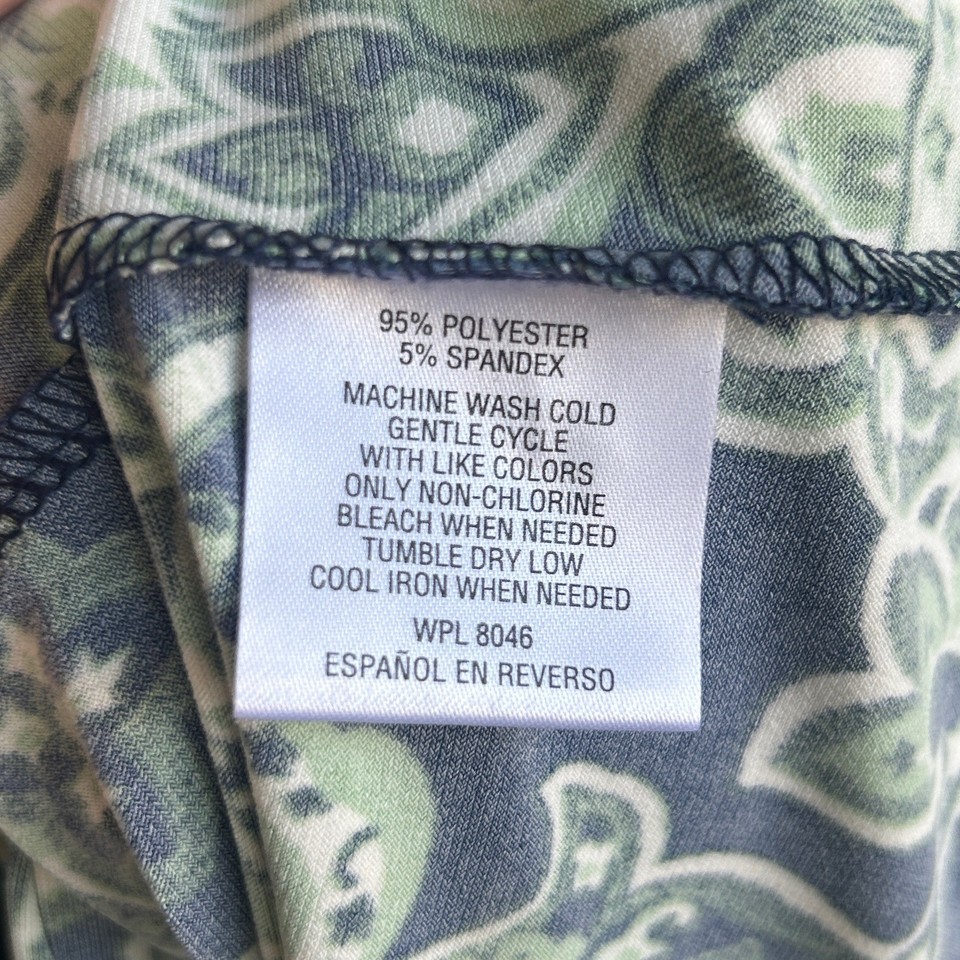 95% POLYESTER
5% SPANDEX
MACHINE WASH COLD
GENTLE CYCLE
WITH LIKE COLORS
ONLY NON-CHLORINE
BLEACH WHEN NEEDED
TUMBLE DRY LOW
COOL IRON WHEN NEEDED
WPL 8046
ESPAÑOL EN REVERSO